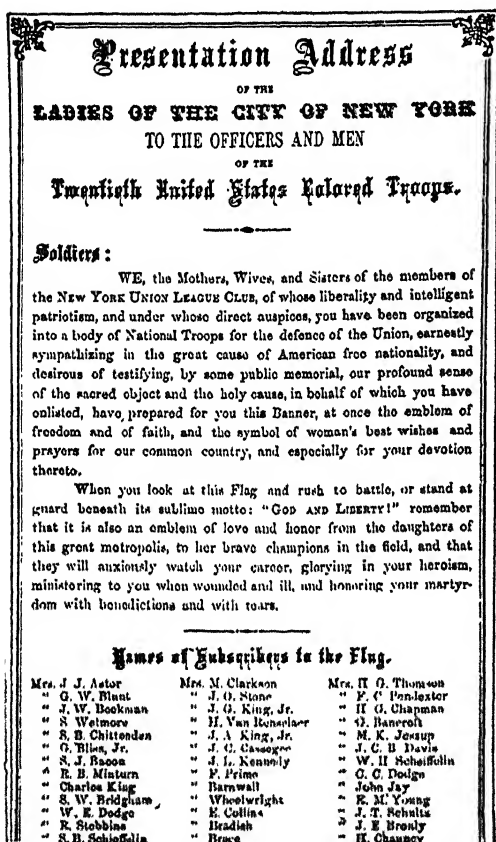 Presentation Address
OF THE
LADIES OF THE CITY OF NEW YORK
TO THE OFFICERS AND MEN
OF THE
Twentieth United States Colored Troops.
Soldiers:
WE, the Mothers, Wives, and Sisters of the members of
the NEW YORK UNION LEAGUE CLUB, of whose liberality and intelligent
patriotism, and under whose direct auspices, you have been organized
into a body of National Troops for the defence of the Union, earnestly
sympathizing in the great cause of American free nationality, and
desirous of testifying, by some public memorial, our profound sense
of the sacred object and the holy cause, in behalf of which you have
enlisted, have prepared for you this Banner, at once the emblem of
freedom and of faith, and the symbol of woman's best wishes and
prayers for our common country, and especially for your devotion
thereto.
When you look at this Flag and rush to battle, or stand at
guard beneath its sublime motto: "GOD AND LIBERTY!" remember
that it is also an emblem of love and honor from the daughters of
this great metropolis, to her brave champions in the field, and that
they will anxiously watch your career, glorying in your heroism,
ministering to you when wounded and ill, and honoring your martyr-
dom with benedictions and with tears.
Names of Subscribers to the Flag.
Mrs. J J. Astor
" G. W. Blunt
" J. W. Beekman
" S Wetmore
" S. B. Chittenden
" G. Bliss, Jr.
" S. J. Bacon
" R. B. Minturn
" Charles King
" S. W. Bridgham
" W. E. Dodge
" R. Stebbins
" S. B. Schieffelin
Mrs. M. Clarkson
" J. O. Stone
" J. G. King, Jr.
" H. Van Rensselaer
" J. A King, Jr.
" J. C. Cassegee
" J. L. Kennedy
" F. Prime
" Barnwall
" Wheelwright
" E. Collins
" Bradish
" Bruce
Mrs. H G. Thomson
" F. C Poindexter
" H G. Chapman
" G. Bancroft
" M. K. Jessup
" J. C. B Davis
" W. H Scheiffelin
" C. C. Dodge
" John Jay
" R. M. Young
" J. T. Schultz
" J. E Brenly
" H. Chauncy